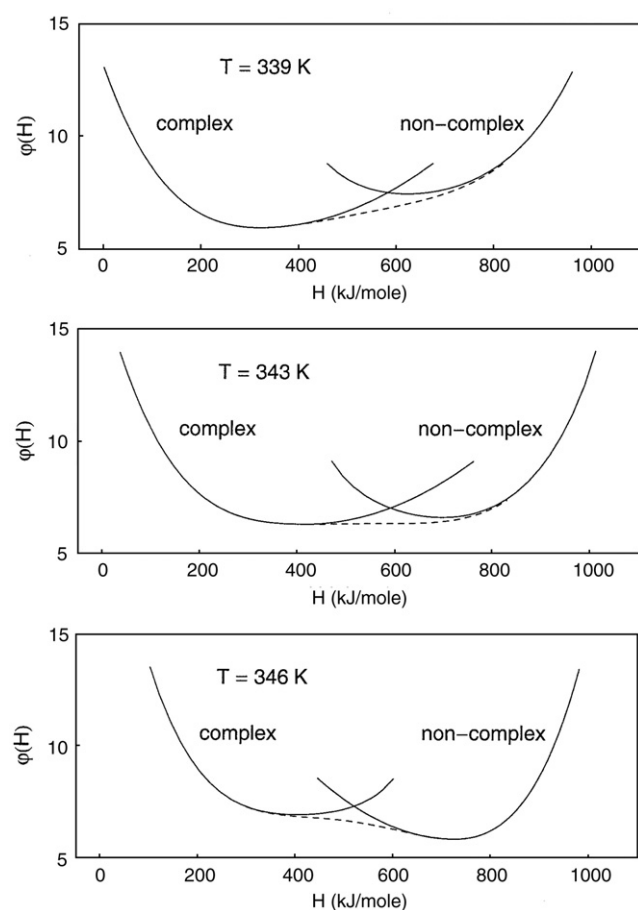 15
T = 339 K
complex
non−complex
10
φ(H)
5
0 200 400 600 800 1000
H (kJ/mole)
15
T = 343 K
complex
non−complex
10
φ(H)
5
0 200 400 600 800 1000
H (kJ/mole)
15
T = 346 K
complex
non−complex
10
φ(H)
5
0 200 400 600 800 1000
H (kJ/mole)